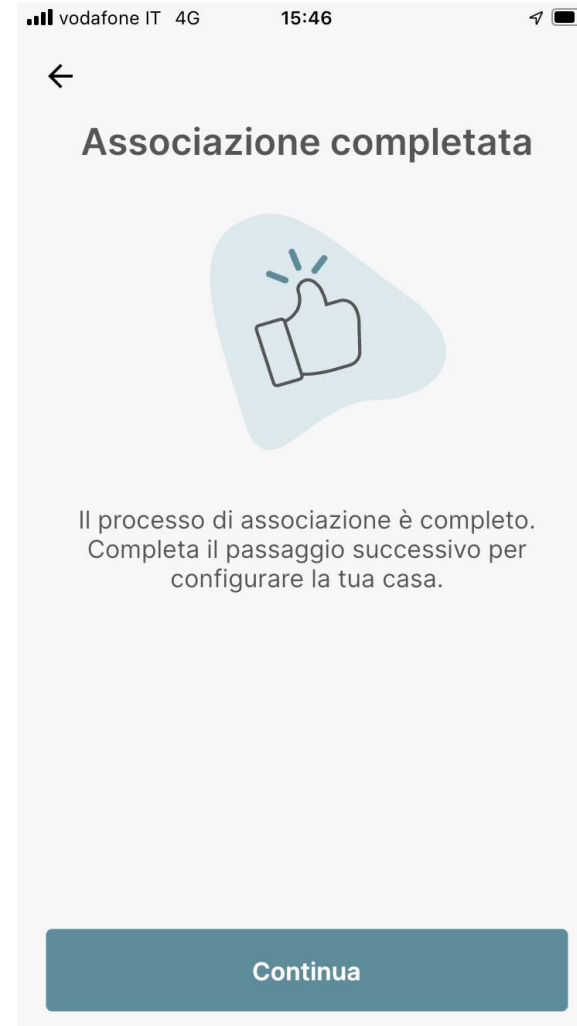 vodafone IT 4G 15:46
Associazione completata
Il processo di associazione è completo.
Completa il passaggio successivo per
configurare la tua casa.
Continua